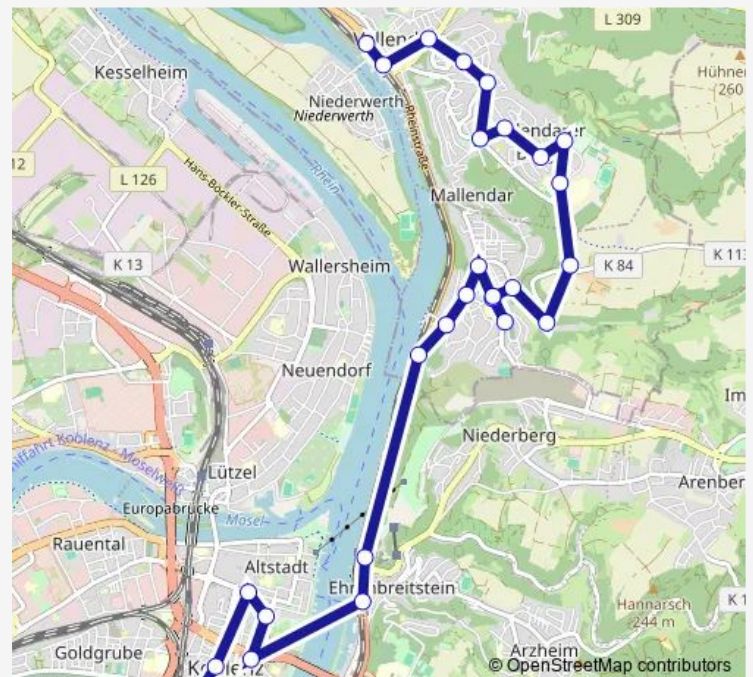 L 309
Kesselheim
Hühner
260
Niederwerth
Niederwerth
Rheinstraße
12
L 126
Hans-Böckler-Straße
Rhein
Mallendar
K 13
Wallersheim
K 84
K 113
Neuendorf
Im
Niederberg
Lützel
Arenber
Europabrücke
Mosel
Rauental
Altstadt
Hannarsch
244 m
K 1
Goldgrube
Arzheim
© OpenStreetMap contributors